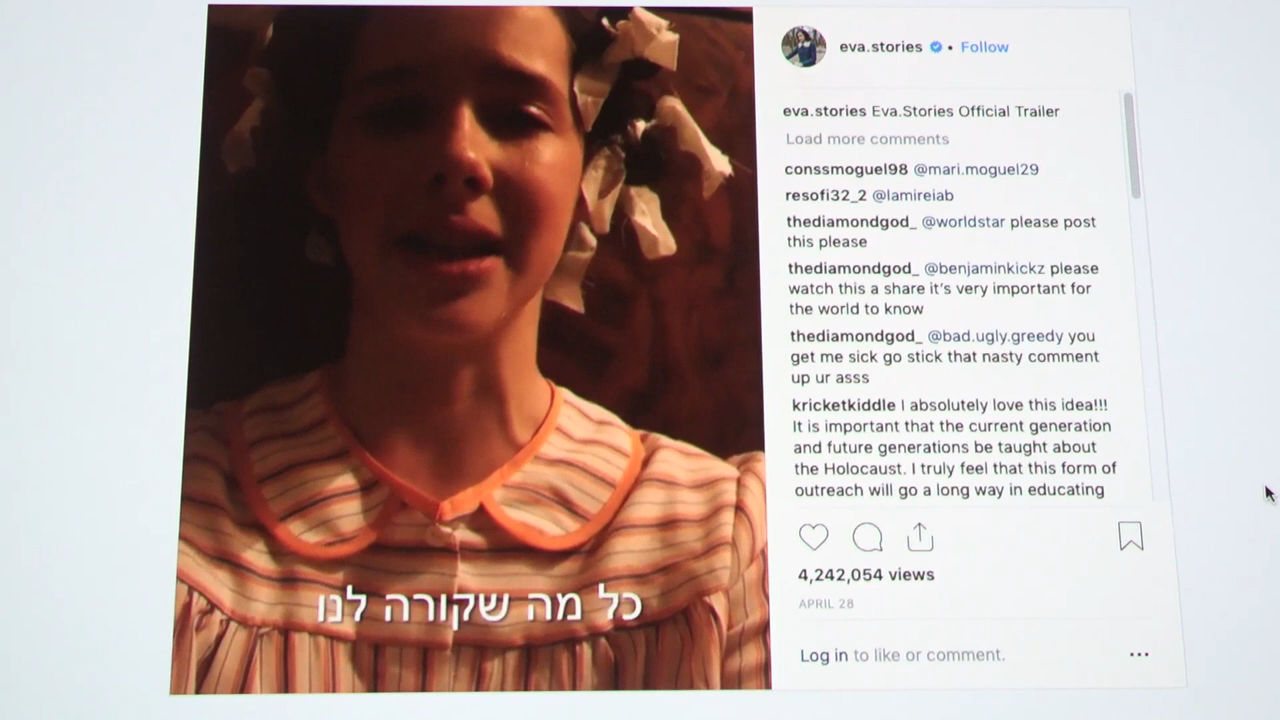 eva.stories • Follow
eva.stories Eva.Stories Official Trailer
Load more comments
conssmoguel98 @mari.moguel29
resofi32_2 @lamireiab
thediamondgod_ @worldstar please post
this please
thediamondgod_ @benjaminkickz please
watch this a share it's very important for
the world to know
thediamondgod_ @bad.ugly.greedy you
get me sick go stick that nasty comment
up ur asss
kricketkiddle I absolutely love this idea!!!
It is important that the current generation
and future generations be taught about
the Holocaust. I truly feel that this form of
outreach will go a long way in educating
4,242,054 views
APRIL 28
Log in to like or comment.
כל מה שקורה לנו